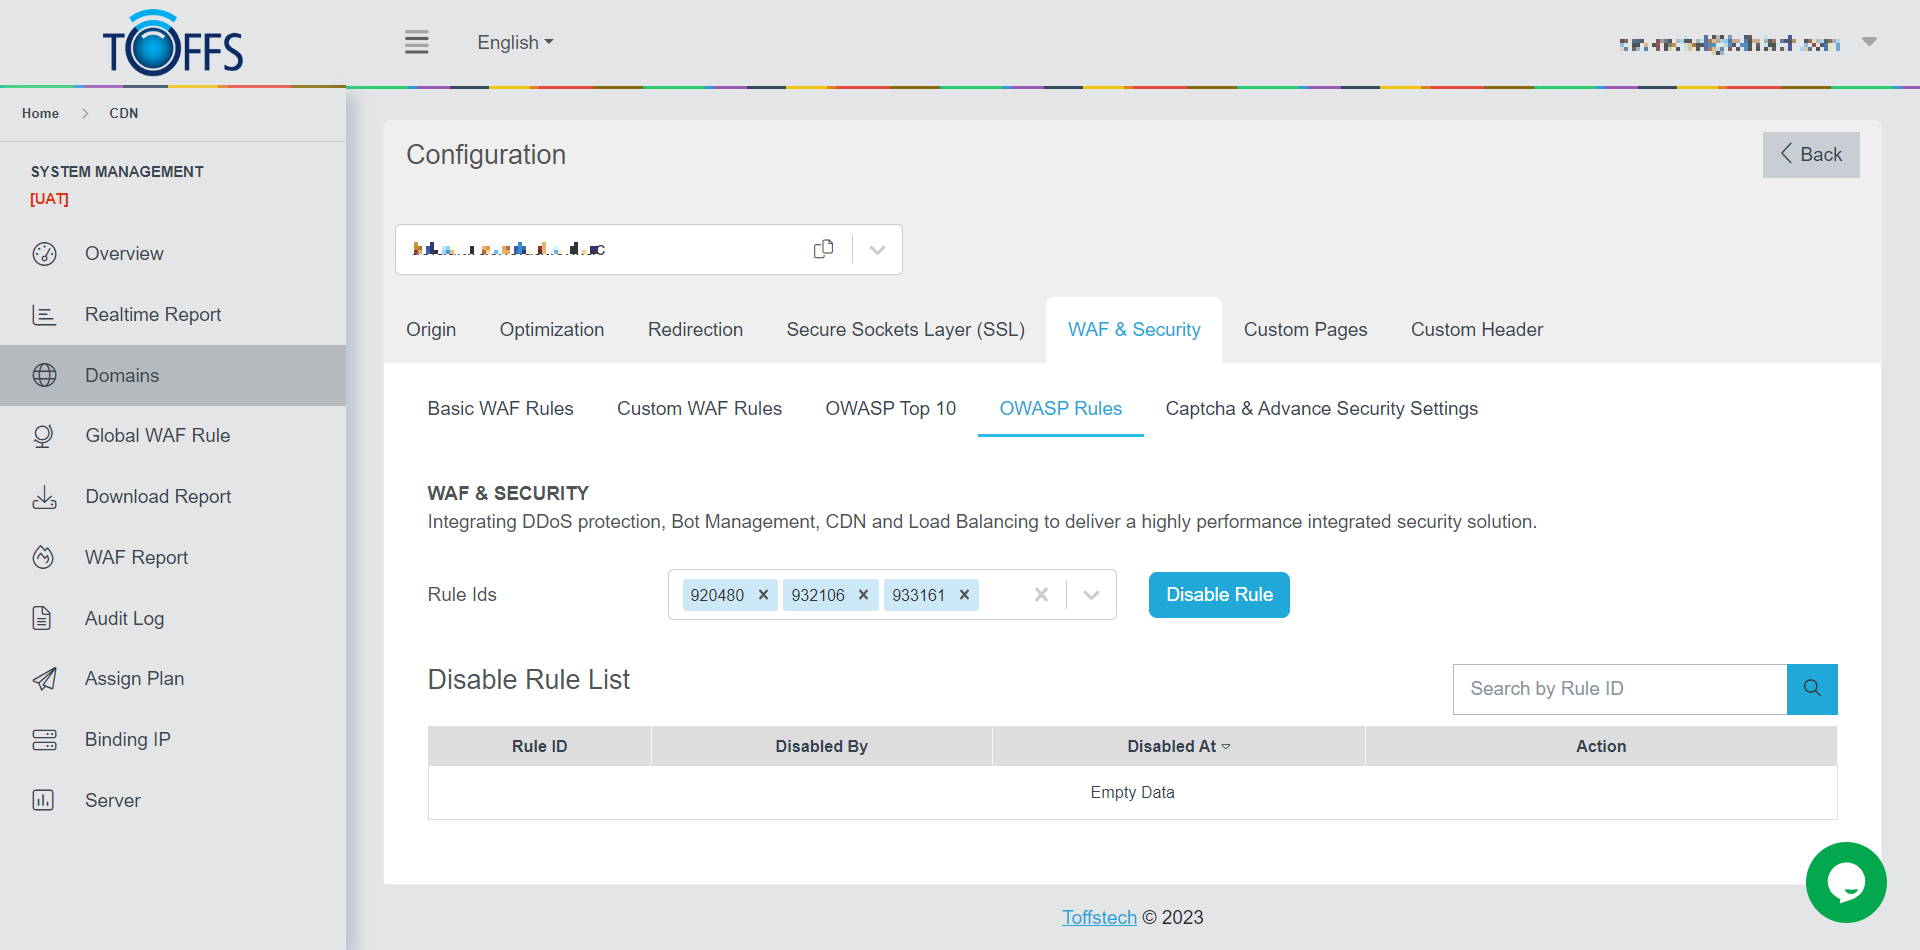 TOFFS
English
Home
CDN
SYSTEM MANAGEMENT
[UAT]
Overview
Realtime Report
Domains
Global WAF Rule
Download Report
WAF Report
Audit Log
Assign Plan
Binding IP
Server
Configuration
Back
Origin
Optimization
Redirection
Secure Sockets Layer (SSL)
WAF & Security
Custom Pages
Custom Header
Basic WAF Rules
Custom WAF Rules
OWASP Top 10
OWASP Rules
Captcha & Advance Security Settings
WAF & SECURITY
Integrating DDoS protection, Bot Management, CDN and Load Balancing to deliver a highly performance integrated security solution.
Rule Ids
920480
932106
933161
Disable Rule
Disable Rule List
Search by Rule ID
Rule ID
Disabled By
Disabled At
Action
Empty Data
Toffstech © 2023